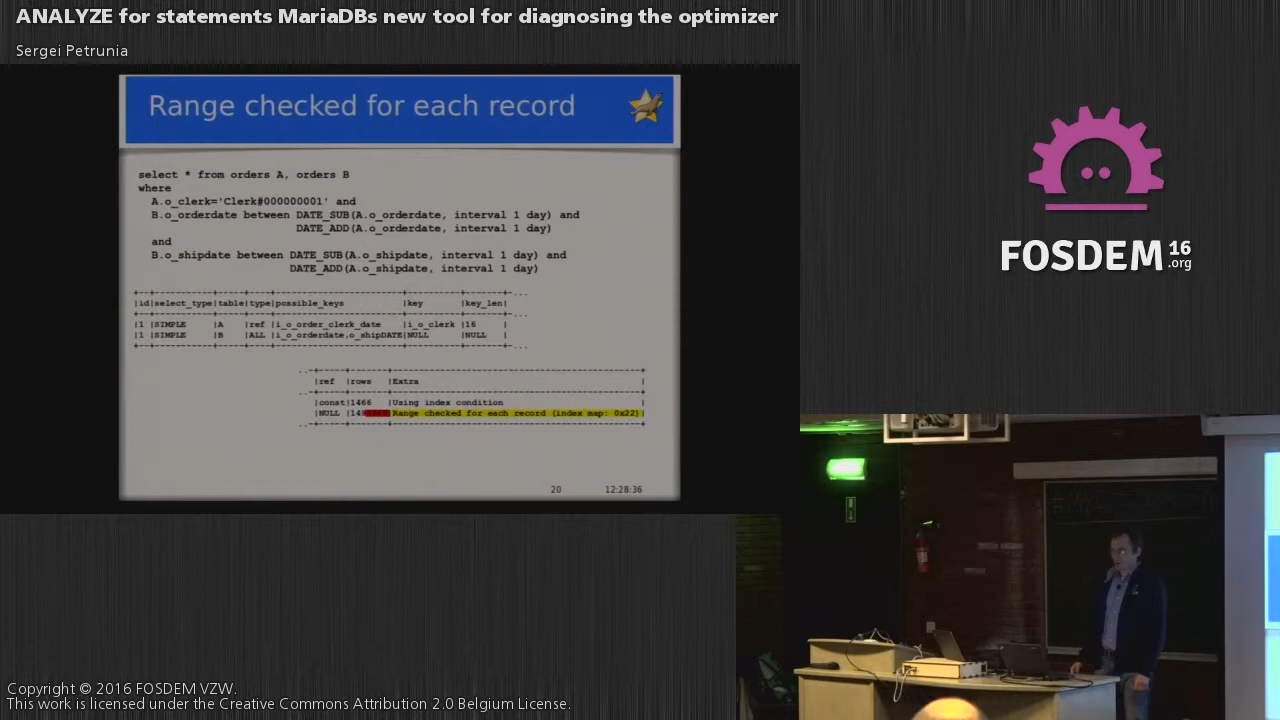 ANALYZE for statements MariaDBs new tool for diagnosing the optimizer
Sergei Petrunia
Range checked for each record
select * from orders A, orders B
where
A.o_clerk='Clerk#000000001' and
B.o_orderdate between DATE_SUB(A.o_orderdate, interval 1 day) and
DATE_ADD(A.o_orderdate, interval 1 day)
and
B.o_shipdate between DATE_SUB(A.o_shipdate, interval 1 day) and
DATE_ADD(A.o_shipdate, interval 1 day)
+--+-----------+-----+----+--------------------+--------+-------+-...
|id|select_type|table|type|possible_keys |key |key_len|
+--+-----------+-----+----+--------------------+--------+-------+-...
|1 |SIMPLE |A |ref |i_o_order_clerk_date |i_o_clerk |16 |
|1 |SIMPLE |B |ALL |i_o_orderdate,o_shipDATE|NULL |NULL |
+--+-----------+-----+----+--------------------+--------+-------+-...
..-+-----+-------+----------------------------------------------+
|ref |rows |Extra |
..-+-----+-------+----------------------------------------------+
|const|1466 |Using index condition |
|NULL |149 |Range checked for each record (index map: 0x22)|
..-+-----+-------+----------------------------------------------+
20 12:28:36
FOSDEM 16 .org
Copyright © 2016 FOSDEM VZW.
This work is licensed under the Creative Commons Attribution 2.0 Belgium License.